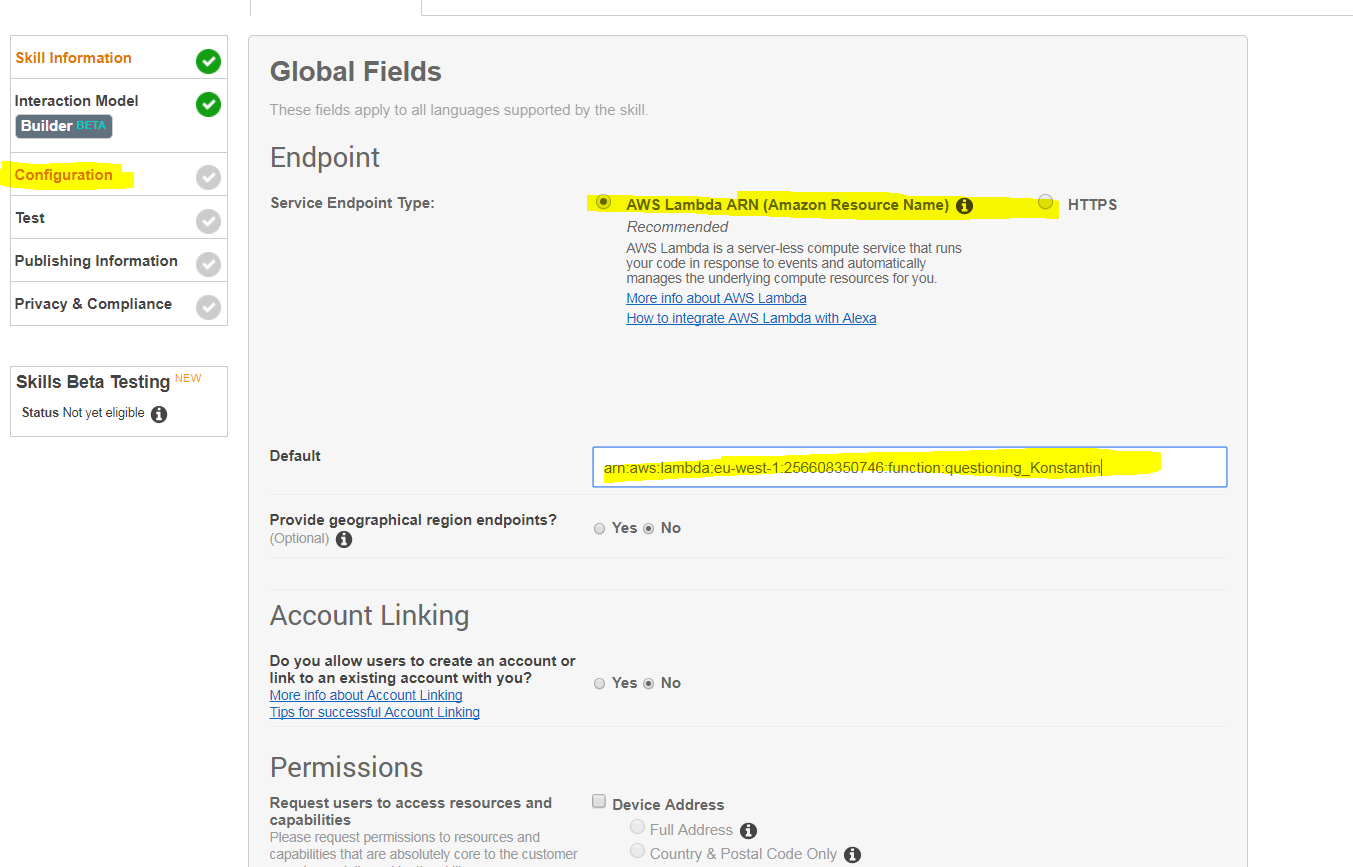 Skill Information
Interaction Model
Builder BETA
Configuration
Test
Publishing Information
Privacy & Compliance
Skills Beta Testing NEW
Status Not yet eligible
Global Fields
These fields apply to all languages supported by the skill.
Endpoint
Service Endpoint Type:
AWS Lambda ARN (Amazon Resource Name)
HTTPS
Recommended
AWS Lambda is a server-less compute service that runs
your code in response to events and automatically
manages the underlying compute resources for you.
More info about AWS Lambda
How to integrate AWS Lambda with Alexa
Default
arn:aws:lambda:eu-west-1:256608350746:function:questioning_Konstantin
Provide geographical region endpoints?
(Optional)
Yes No
Account Linking
Do you allow users to create an account or
link to an existing account with you?
Yes No
More info about Account Linking
Tips for successful Account Linking
Permissions
Request users to access resources and
capabilities
Please request permissions to resources and
capabilities that are absolutely core to the customer
Device Address
Full Address
Country & Postal Code Only